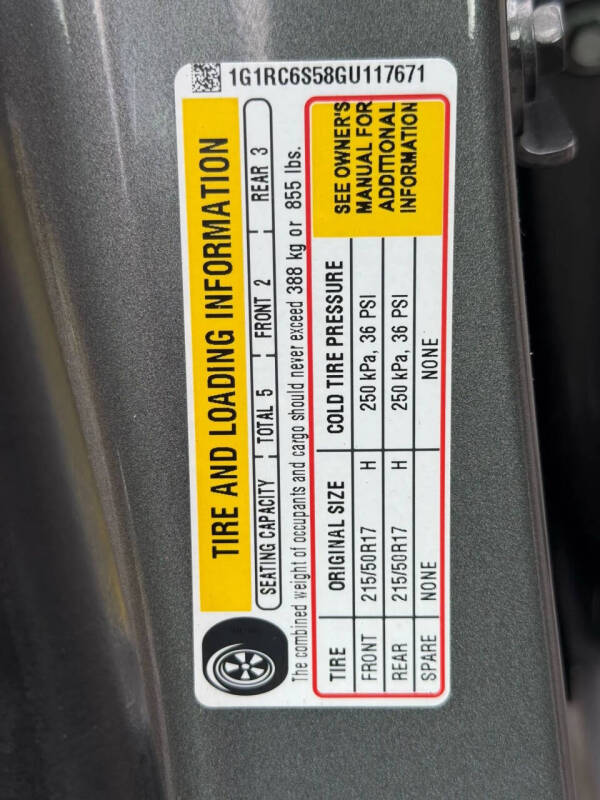 1G1RC6S58GU117671
TIRE AND LOADING INFORMATION
SEATING CAPACITY TOTAL 5 FRONT 2 REAR 3
The combined weight of occupants and cargo should never exceed 388 kg or 855 lbs.
TIRE ORIGINAL SIZE COLD TIRE PRESSURE
FRONT 215/50R17 H 250 kPa, 36 PSI
REAR 215/50R17 H 250 kPa, 36 PSI
SPARE NONE NONE
SEE OWNER'S
MANUAL FOR
ADDITIONAL
INFORMATION